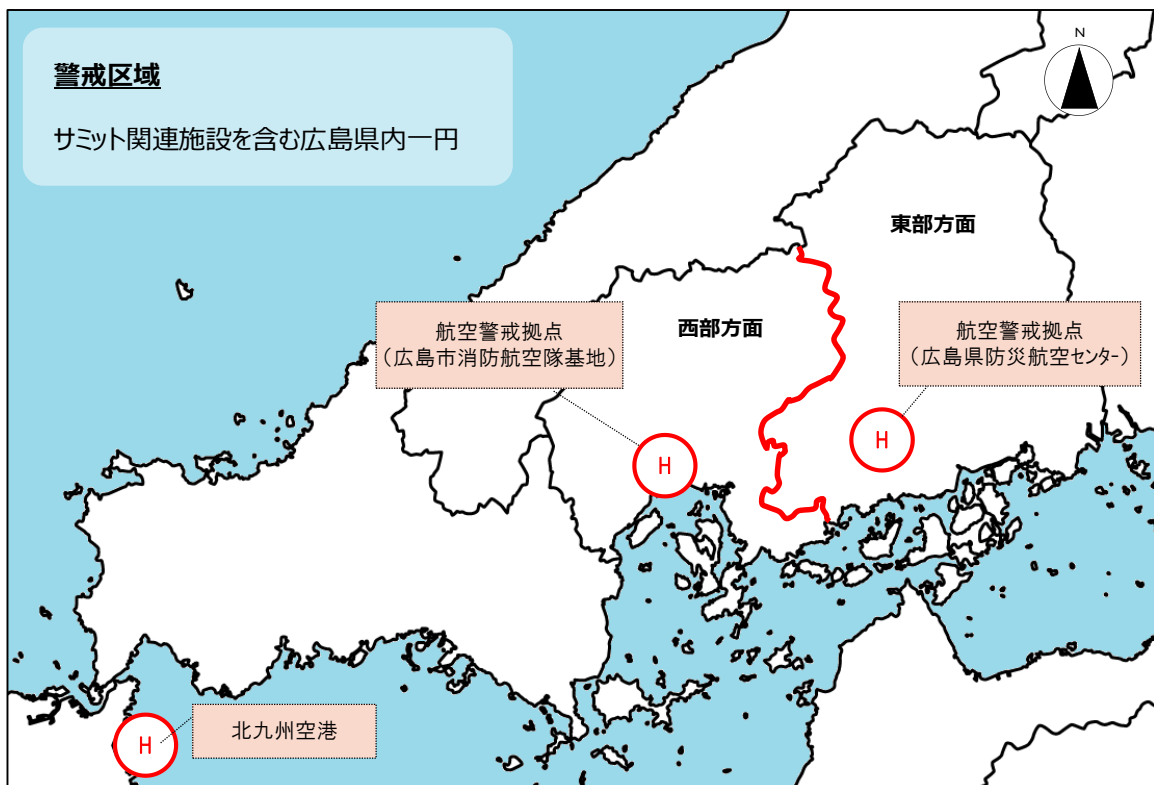 警戒区域
サミット関連施設を含む広島県内一円
N
東部方面
西部方面
航空警戒拠点
（広島市消防航空隊基地）
航空警戒拠点
（広島県防災航空センター）
H
H
H
北九州空港